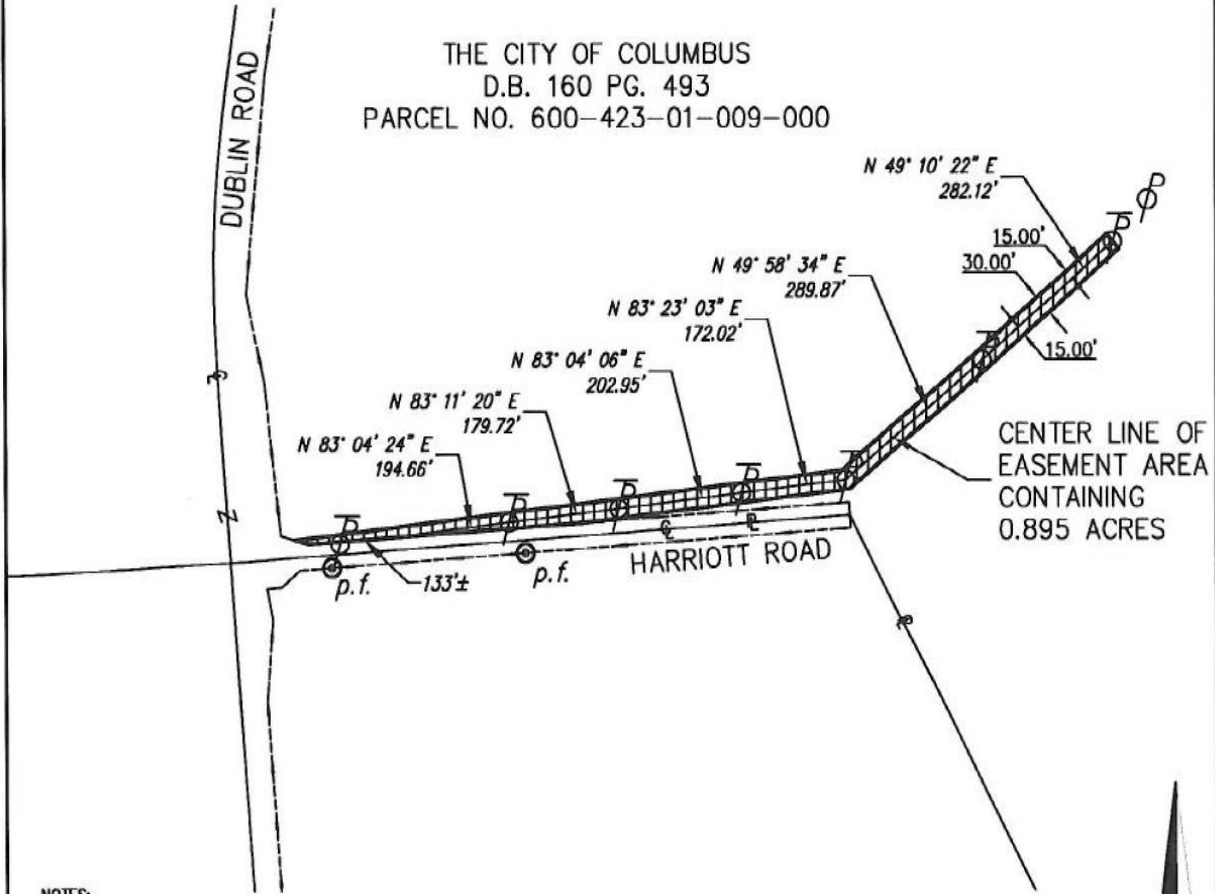 THE CITY OF COLUMBUS
D.B. 160 PG. 493
PARCEL NO. 600-423-01-009-000
DUBLIN ROAD
N 49° 10' 22" E
282.12'
15.00'
30.00'
15.00'
N 49° 58' 34" E
289.87'
N 83° 23' 03" E
172.02'
N 83° 04' 06" E
202.95'
N 83° 11' 20" E
179.72'
N 83° 04' 24" E
194.66'
CENTER LINE OF
EASEMENT AREA
CONTAINING
0.895 ACRES
P
P
P
P
P
P
P
P
HARRIOTT ROAD
p.f.
133'±
p.f.
NOTES: